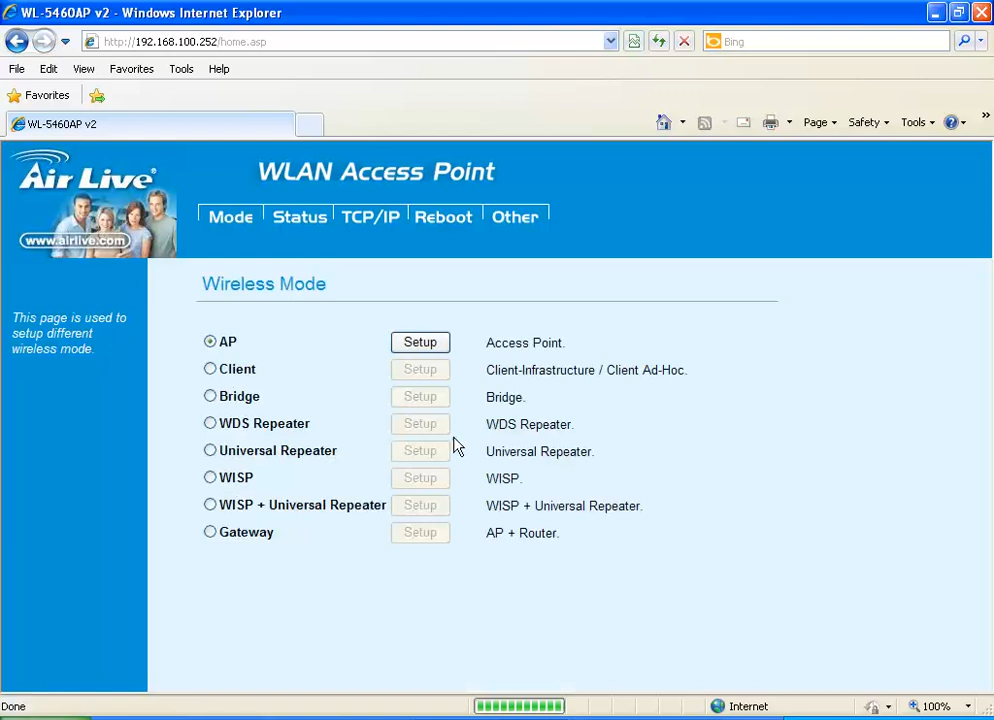 WL-5460AP v2 - Windows Internet Explorer
http://192.168.100.252/home.asp
Bing
File Edit View Favorites Tools Help
Favorites
WL-5460AP v2
Page Safety Tools »
Air Live®
www.airlive.com
WLAN Access Point
Mode Status TCP/IP Reboot Other
This page is used to
setup different
wireless mode.
Wireless Mode
AP Setup Access Point.
Client Setup Client-Infrastructure / Client Ad-Hoc.
Bridge Setup Bridge.
WDS Repeater Setup WDS Repeater.
Universal Repeater Setup Universal Repeater.
WISP Setup WISP.
WISP + Universal Repeater Setup WISP + Universal Repeater.
Gateway Setup AP + Router.
Done Internet 100%